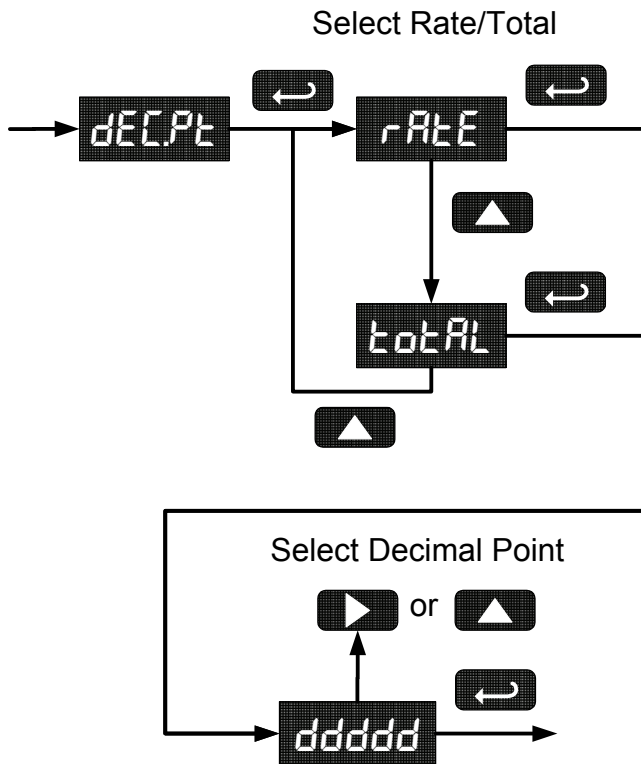 Select Rate/Total
dEC.Pt
rAtE
totAL
Select Decimal Point
or
ddddd